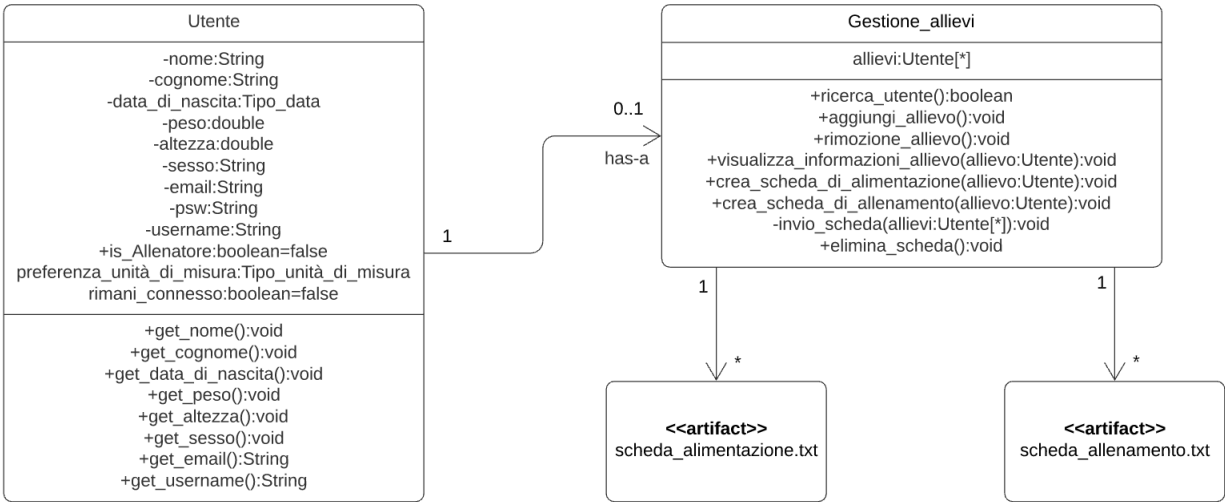 Utente
-nome:String
-cognome:String
-data_di_nascita:Tipo_data
-peso:double
-altezza:double
-sesso:String
-email:String
-psw:String
-username:String
+is_Allenatore:boolean=false
preferenza_unità_di_misura:Tipo_unità_di_misura
rimani_connesso:boolean=false
+get_nome():void
+get_cognome():void
+get_data_di_nascita():void
+get_peso():void
+get_altezza():void
+get_sesso():void
+get_email():String
+get_username():String
1
0..1
has-a
Gestione_allievi
allievi:Utente[*]
+ricerca_utente():boolean
+aggiungi_allievo():void
+rimozione_allievo():void
+visualizza_informazioni_allievo(allievo:Utente):void
+crea_scheda_di_alimentazione(allievo:Utente):void
+crea_scheda_di_allenamento(allievo:Utente):void
-invio_scheda(allievi:Utente[*]):void
+elimina_scheda():void
1
*
<<artifact>>
scheda_alimentazione.txt
1
*
<<artifact>>
scheda_allenamento.txt